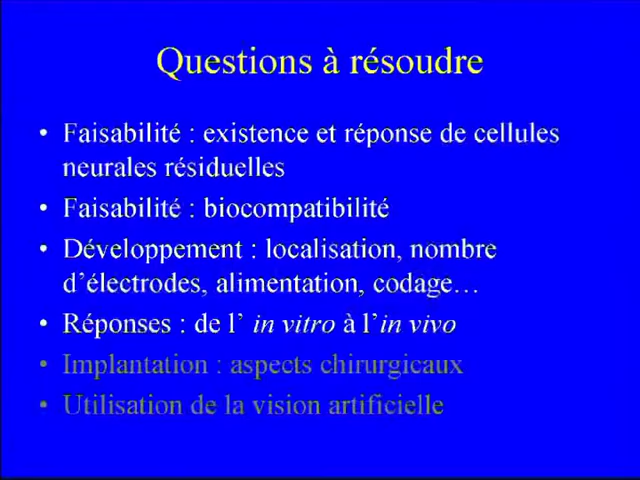 Questions à résoudre
• Faisabilité : existence et réponse de cellules
neurales résiduelles
• Faisabilité : biocompatibilité
• Développement : localisation, nombre
d’électrodes, alimentation, codage…
• Réponses : de l’ in vitro à l’in vivo
• Implantation : aspects chirurgicaux
• Utilisation de la vision artificielle